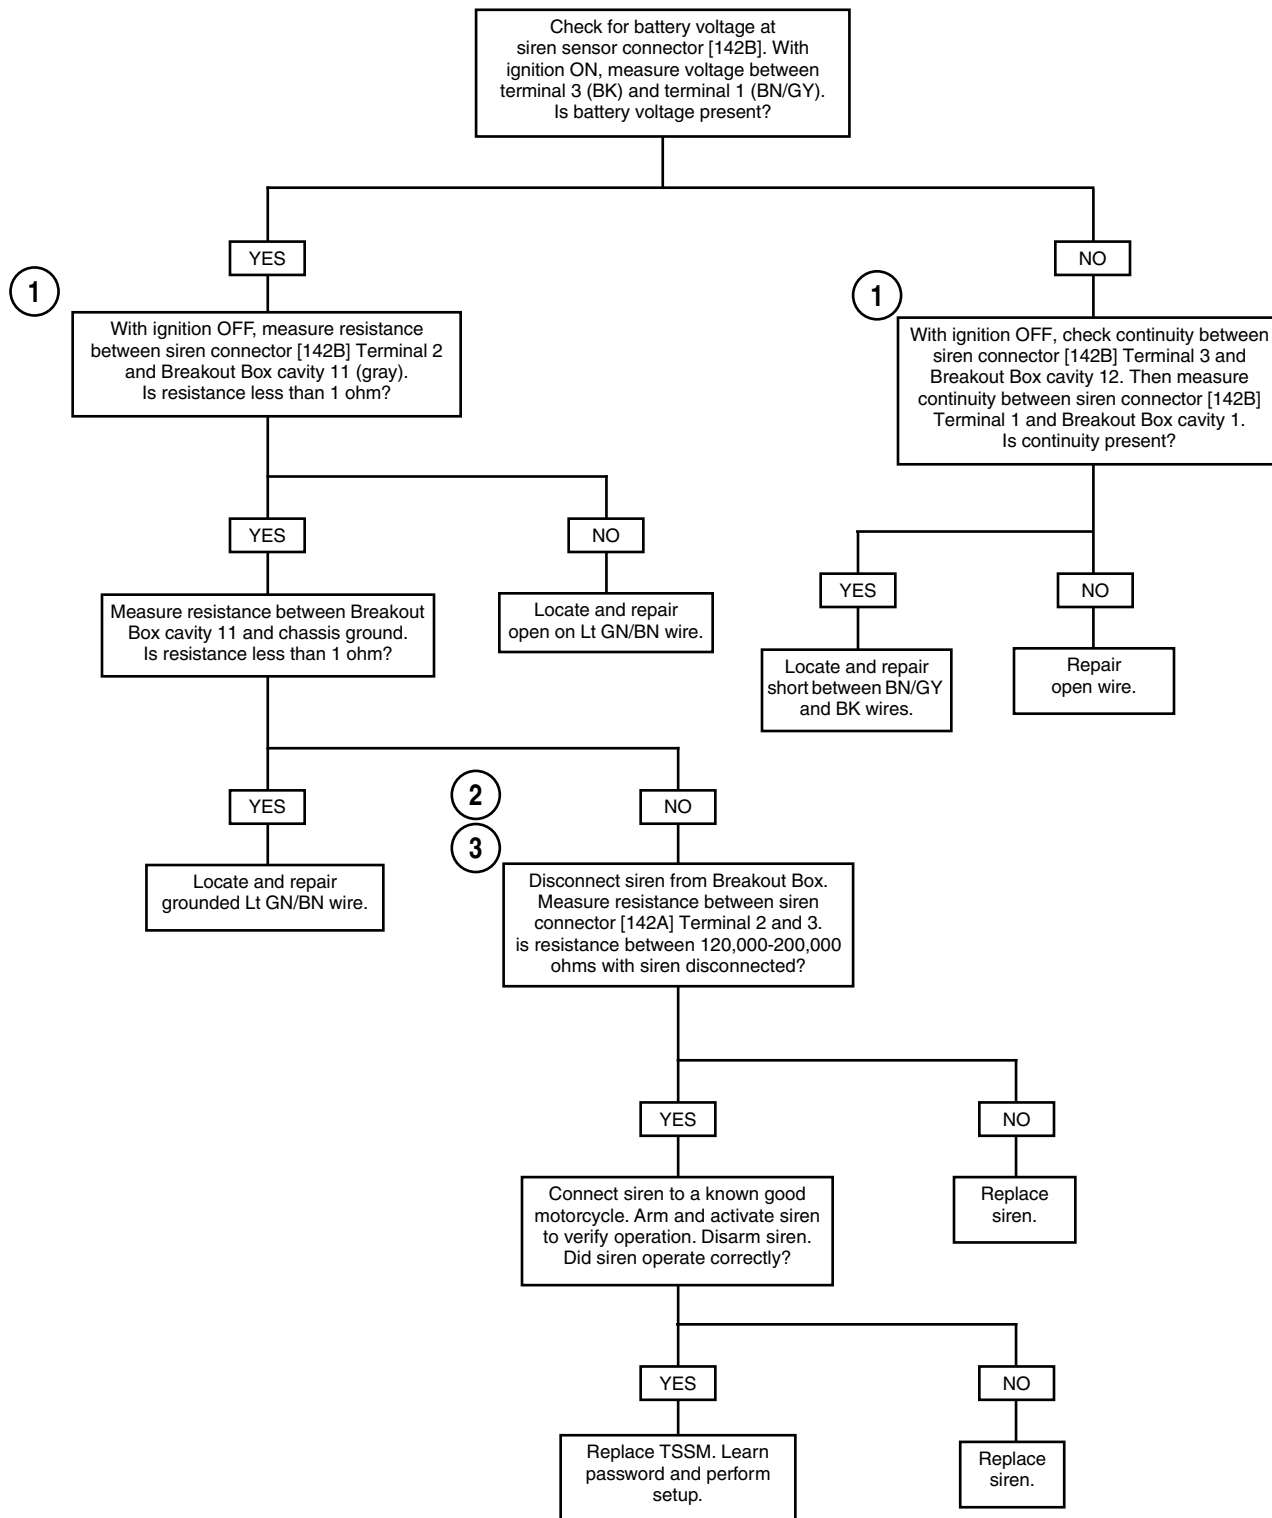 Check for battery voltage at
siren sensor connector [142B]. With
ignition ON, measure voltage between
terminal 3 (BK) and terminal 1 (BN/GY).
Is battery voltage present?
YES
NO
1
With ignition OFF, measure resistance
between siren connector [142B] Terminal 2
and Breakout Box cavity 11 (gray).
Is resistance less than 1 ohm?
1
With ignition OFF, check continuity between
siren connector [142B] Terminal 3 and
Breakout Box cavity 12. Then measure
continuity between siren connector [142B]
Terminal 1 and Breakout Box cavity 1.
Is continuity present?
YES
NO
YES
NO
Measure resistance between Breakout
Box cavity 11 and chassis ground.
Is resistance less than 1 ohm?
Locate and repair
open on Lt GN/BN wire.
Locate and repair
short between BN/GY
and BK wires.
Repair
open wire.
YES
2
NO
3
Locate and repair
grounded Lt GN/BN wire.
Disconnect siren from Breakout Box.
Measure resistance between siren
connector [142A] Terminal 2 and 3.
is resistance between 120,000-200,000
ohms with siren disconnected?
YES
NO
Connect siren to a known good
motorcycle. Arm and activate siren
to verify operation. Disarm siren.
Did siren operate correctly?
Replace
siren.
YES
NO
Replace TSSM. Learn
password and perform
setup.
Replace
siren.